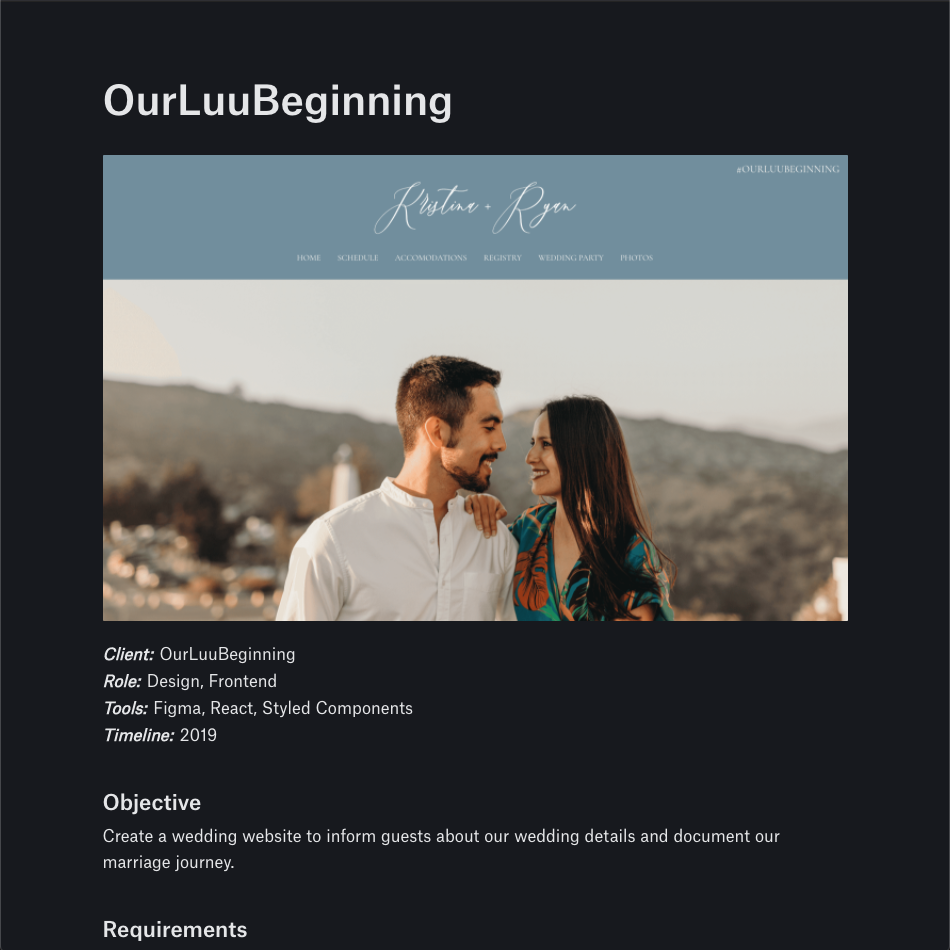 OurLuuBeginning
#OURLUUBEGINNING
Kristina + Ryan
HOME SCHEDULE ACCOMODATIONS REGISTRY WEDDING PARTY PHOTOS
Client: OurLuuBeginning
Role: Design, Frontend
Tools: Figma, React, Styled Components
Timeline: 2019
Objective
Create a wedding website to inform guests about our wedding details and document our
marriage journey.
Requirements